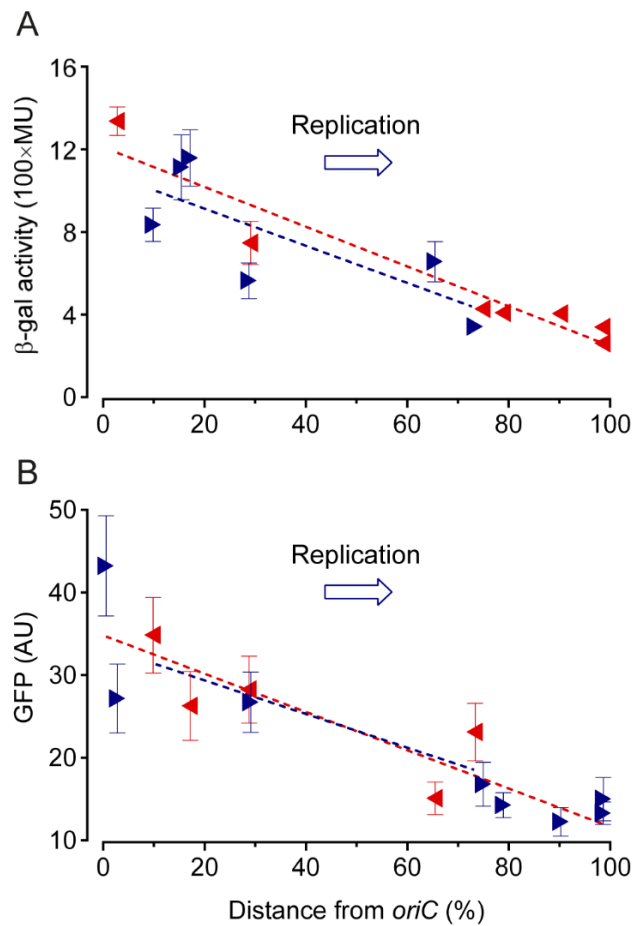 A
β-gal activity (100×MU)
16
12
8
4
0
Replication
0 20 40 60 80 100
B
GFP (AU)
50
40
30
20
10
Replication
0 20 40 60 80 100
Distance from oriC (%)